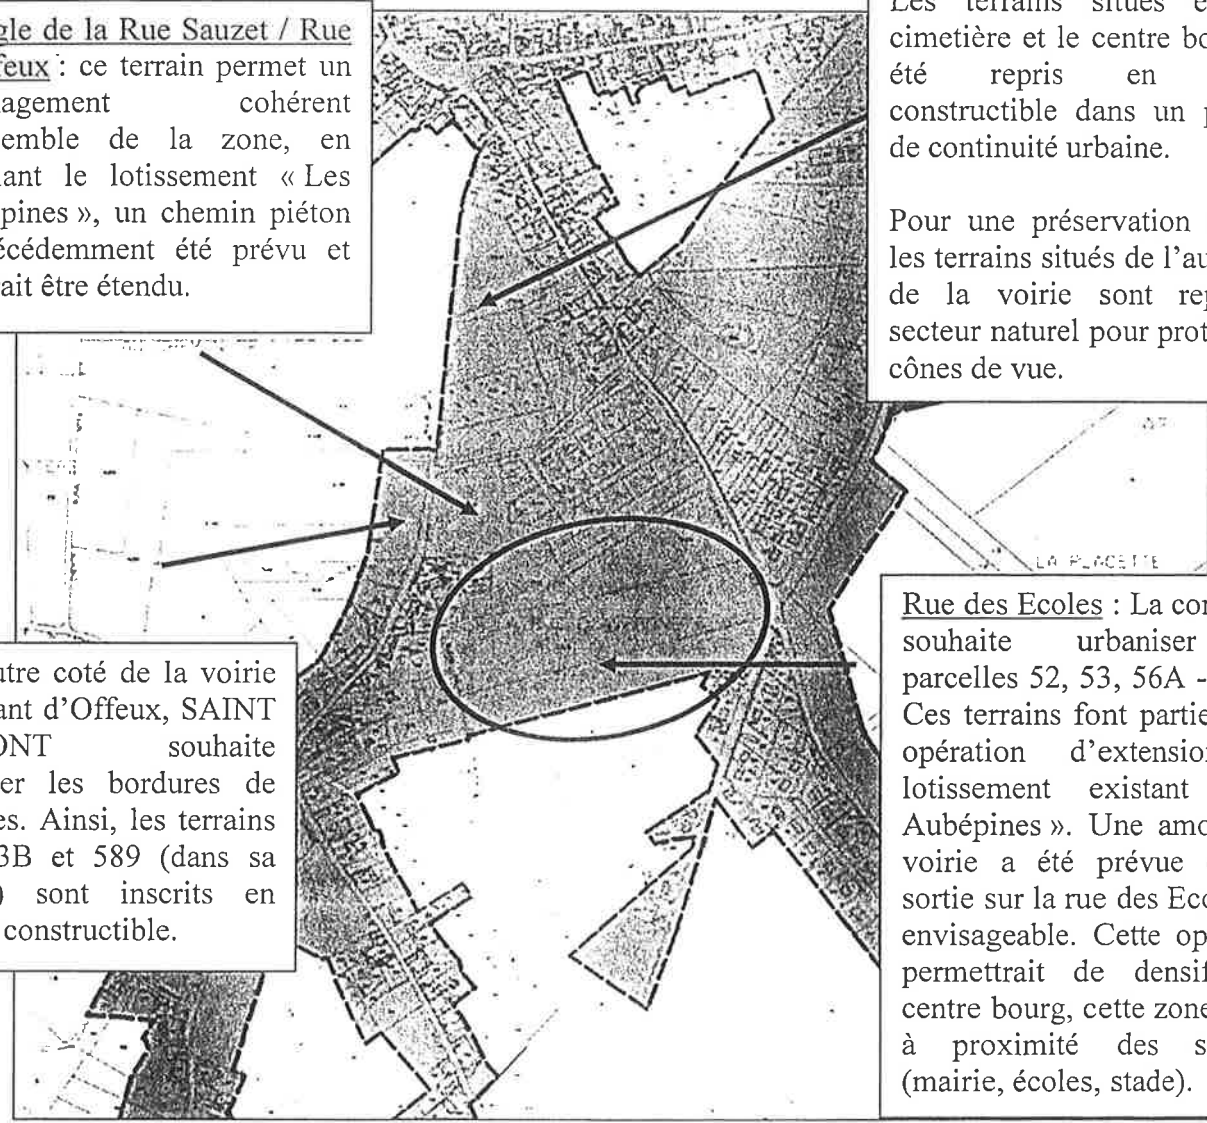 gle de la Rue Sauzet / Rue
feux : ce terrain permet un
nagement cohérent
emble de la zone, en
ant le lotissement « Les
pines », un chemin piéton
écédemment été prévu et
ait être étendu.
Les terrains situés e
cimetière et le centre bo
été repris en
constructible dans un p
de continuité urbaine.
Pour une préservation
les terrains situés de l’au
de la voirie sont rep
secteur naturel pour prot
cônes de vue.
LA PLACETTE
utre coté de la voirie
ant d’Offeux, SAINT
ONT souhaite
er les bordures de
es. Ainsi, les terrains
3B et 589 (dans sa
) sont inscrits en
constructible.
Rue des Ecoles : La cor
souhaite urbaniser
parcelles 52, 53, 56A -
Ces terrains font partie
opération d’extension
lotissement existant
Aubépines ». Une amo
voirie a été prévue
sortie sur la rue des Eco
envisageable. Cette op
permettrait de densif
centre bourg, cette zone
à proximité des s
(mairie, écoles, stade).